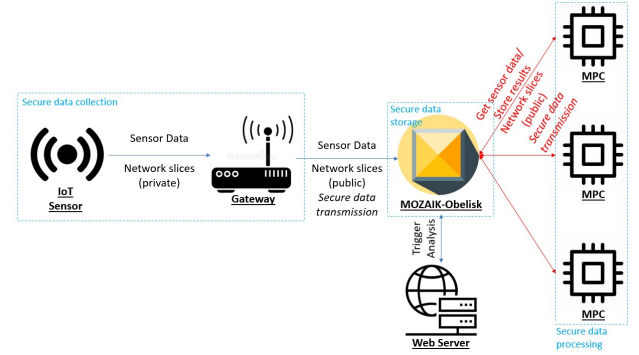 Secure data collection
Sensor Data
Network slices
(private)
IoT
Sensor
Gateway
Sensor Data
Network slices
(public)
Secure data
transmission
Secure data
storage
MOZAIK-Obelisk
Trigger
Analysis
Web Server
Get sensor data/
Store results
Network slices
(public)
Secure data
transmission
MPC
MPC
MPC
Secure data
processing